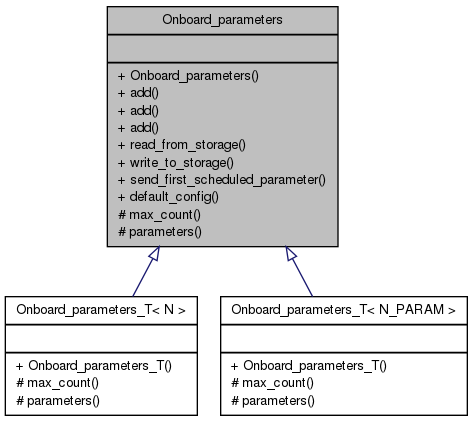 Onboard_parameters
+ Onboard_parameters()
+ add()
+ add()
+ add()
+ read_from_storage()
+ write_to_storage()
+ send_first_scheduled_parameter()
+ default_config()
# max_count()
# parameters()
Onboard_parameters_T< N >
+ Onboard_parameters_T()
# max_count()
# parameters()
Onboard_parameters_T< N_PARAM >
+ Onboard_parameters_T()
# max_count()
# parameters()